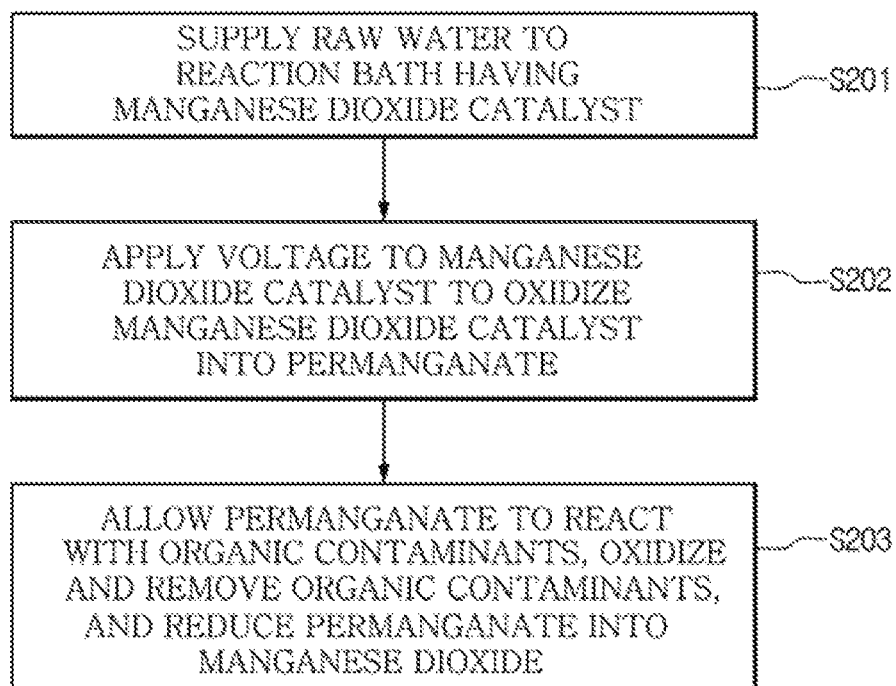 SUPPLY RAW WATER TO
REACTION BATH HAVING
MANGANESE DIOXIDE CATALYST
S201
APPLY VOLTAGE TO MANGANESE
DIOXIDE CATALYST TO OXIDIZE
MANGANESE DIOXIDE CATALYST
INTO PERMANGANATE
S202
ALLOW PERMANGANATE TO REACT
WITH ORGANIC CONTAMINANTS, OXIDIZE
AND REMOVE ORGANIC CONTAMINANTS,
AND REDUCE PERMANGANATE INTO
MANGANESE DIOXIDE
S203